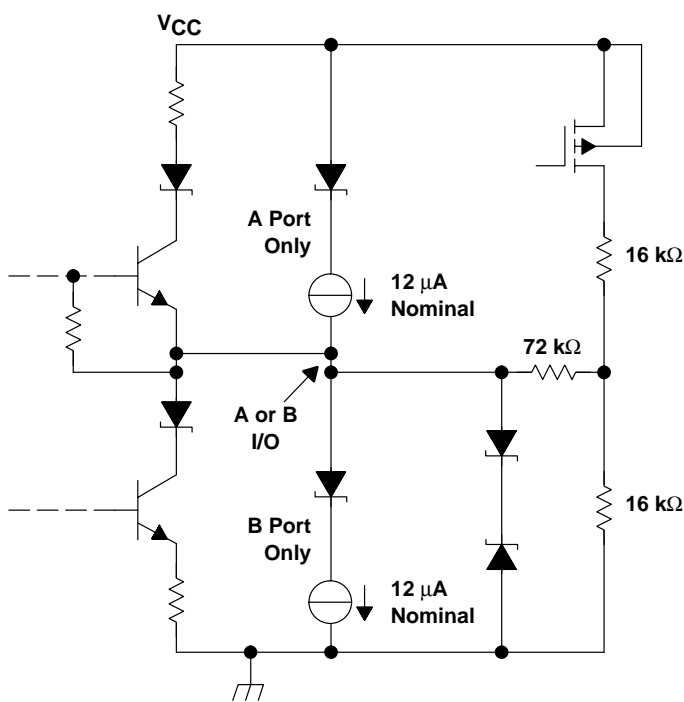 VCC
A Port
Only
12 μA
Nominal
16 kΩ
72 kΩ
A or B
I/O
B Port
Only
12 μA
Nominal
16 kΩ